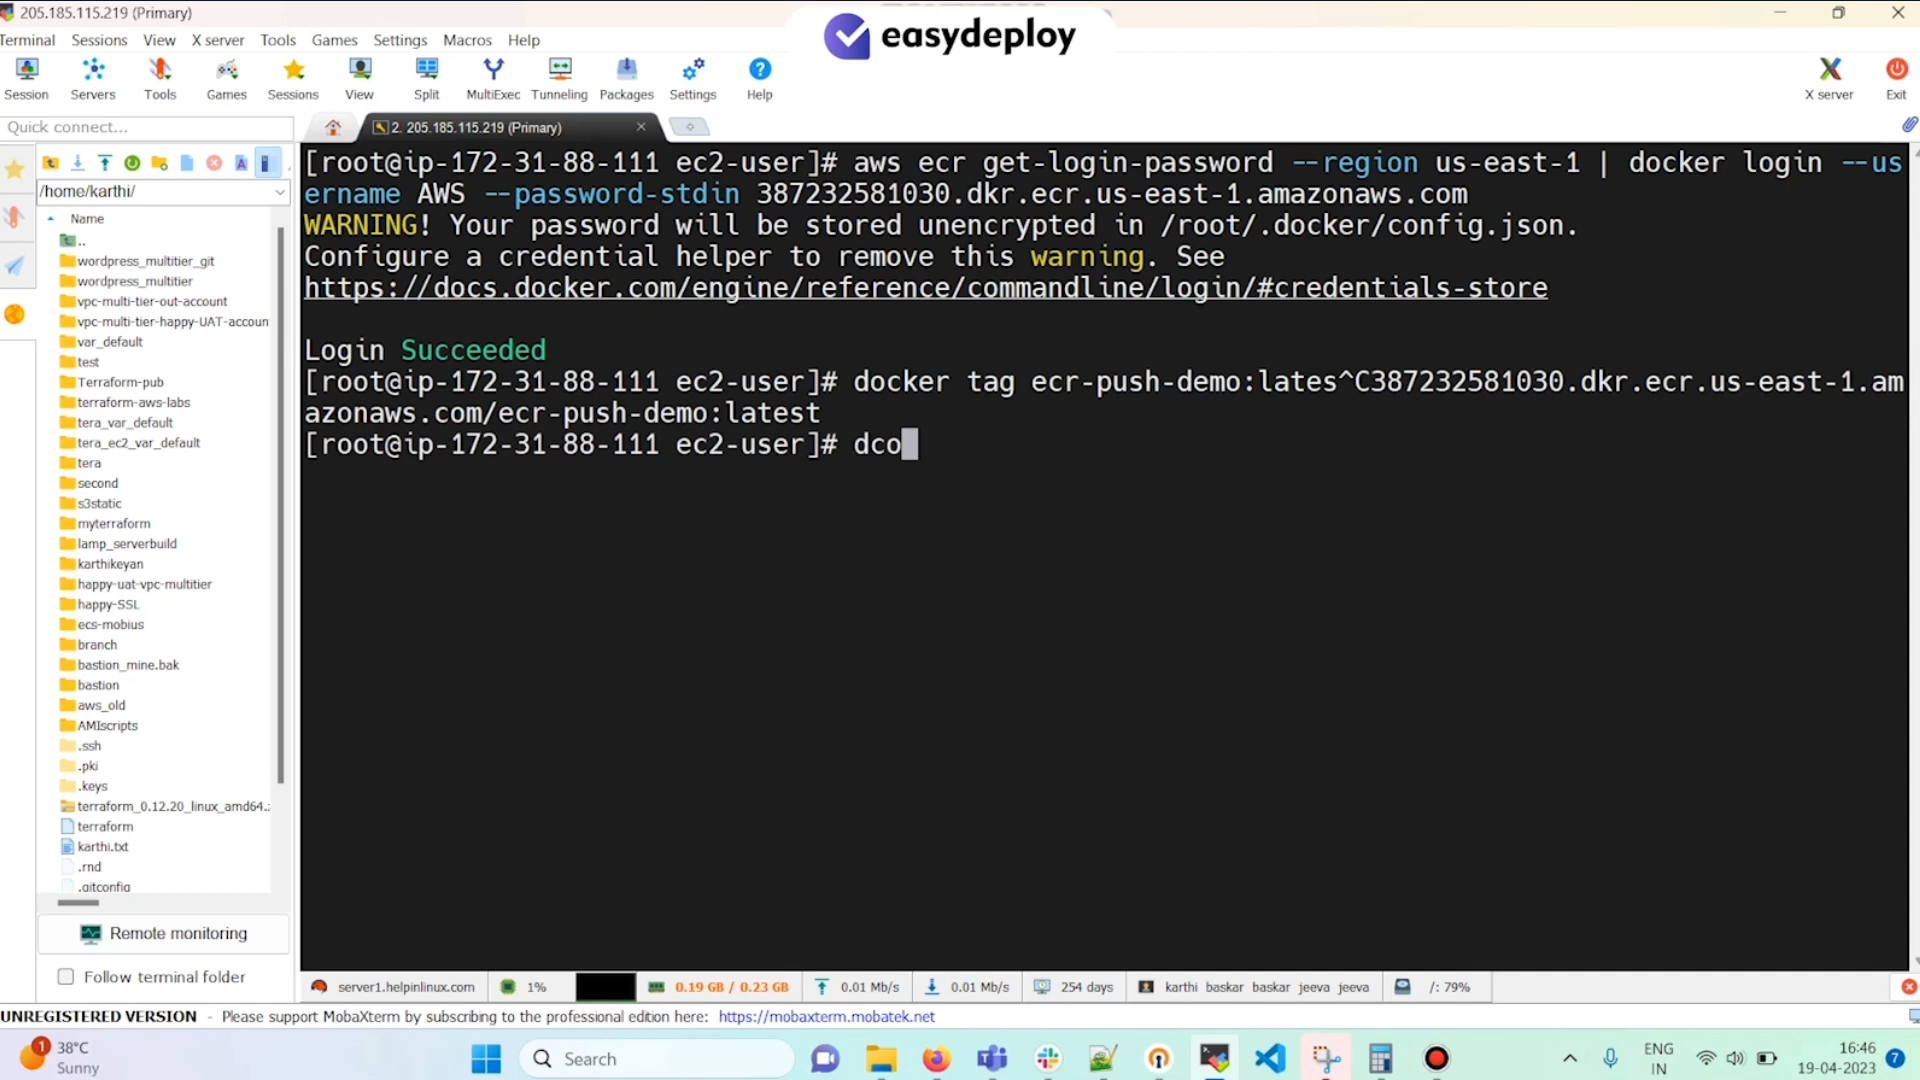 205.185.115.219 (Primary)
easydeploy
Terminal Sessions View X server Tools Games Settings Macros Help
Session Servers Tools Games Sessions View Split MultiExec Tunneling Packages Settings Help X server Exit
Quick connect...
2. 205.185.115.219 (Primary)
/home/karthi/
Name
..
wordpress_multitier_git
wordpress_multitier
vpc-multi-tier-out-account
vpc-multi-tier-happy-UAT-accoun
var_default
test
Terraform-pub
terraform-aws-labs
tera_var_default
tera_ec2_var_default
tera
second
s3static
myterraform
lamp_serverbuild
karthikeyan
happy-uat-vpc-multitier
happy-SSL
ecs-mobius
branch
bastion_mine.bak
bastion
aws_old
AMIscripts
.ssh
.pki
.keys
terraform_0.12.20_linux_amd64.
terraform
karthi.txt
.rnd
.gitconfig
Remote monitoring
Follow terminal folder
[root@ip-172-31-88-111 ec2-user]# aws ecr get-login-password --region us-east-1 | docker login --us
ername AWS --password-stdin 387232581030.dkr.ecr.us-east-1.amazonaws.com
WARNING! Your password will be stored unencrypted in /root/.docker/config.json.
Configure a credential helper to remove this warning. See
https://docs.docker.com/engine/reference/commandline/login/#credentials-store
Login Succeeded
[root@ip-172-31-88-111 ec2-user]# docker tag ecr-push-demo:lates^C387232581030.dkr.ecr.us-east-1.am
azonaws.com/ecr-push-demo:latest
[root@ip-172-31-88-111 ec2-user]# dco
server1.helpinlinux.com 1% 0.19 GB / 0.23 GB 0.01 Mb/s 0.01 Mb/s 254 days karthi baskar baskar jeeva jeeva /: 79%
UNREGISTERED VERSION - Please support MobaXterm by subscribing to the professional edition here: https://mobaxterm.mobatek.net
1 38°C
Sunny
Search
ENG
IN
16:46
19-04-2023
7